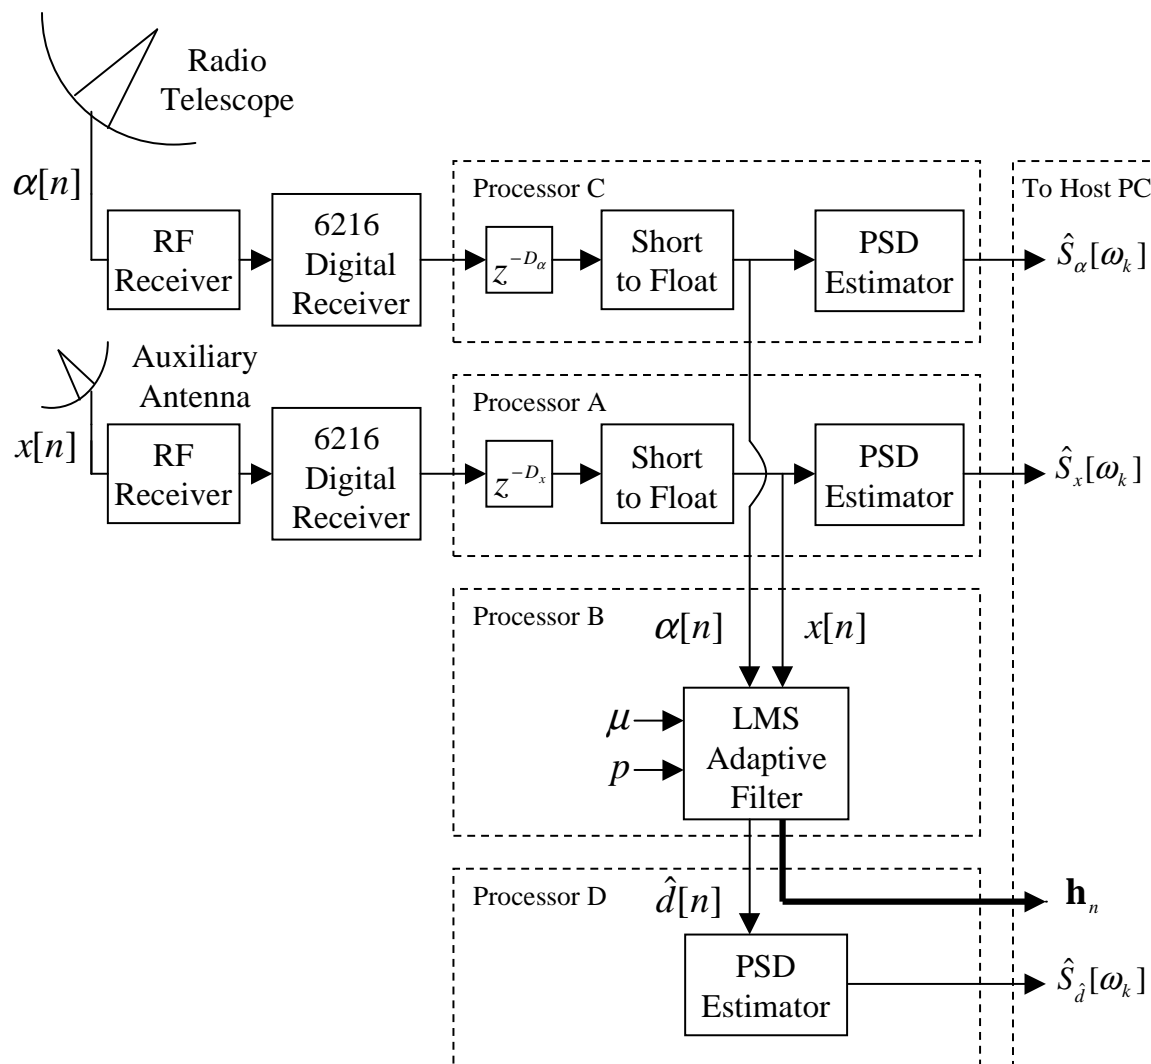 Radio
Telescope
α[n]
RF
Receiver
6216
Digital
Receiver
Processor C
z^{-D_α}
Short
to Float
PSD
Estimator
To Host PC
Ŝ_α[ω_k]
Auxiliary
Antenna
x[n]
RF
Receiver
6216
Digital
Receiver
Processor A
z^{-D_x}
Short
to Float
PSD
Estimator
Ŝ_x[ω_k]
Processor B
α[n] x[n]
μ
p
LMS
Adaptive
Filter
Processor D
d̂[n]
h_n
PSD
Estimator
Ŝ_d̂[ω_k]